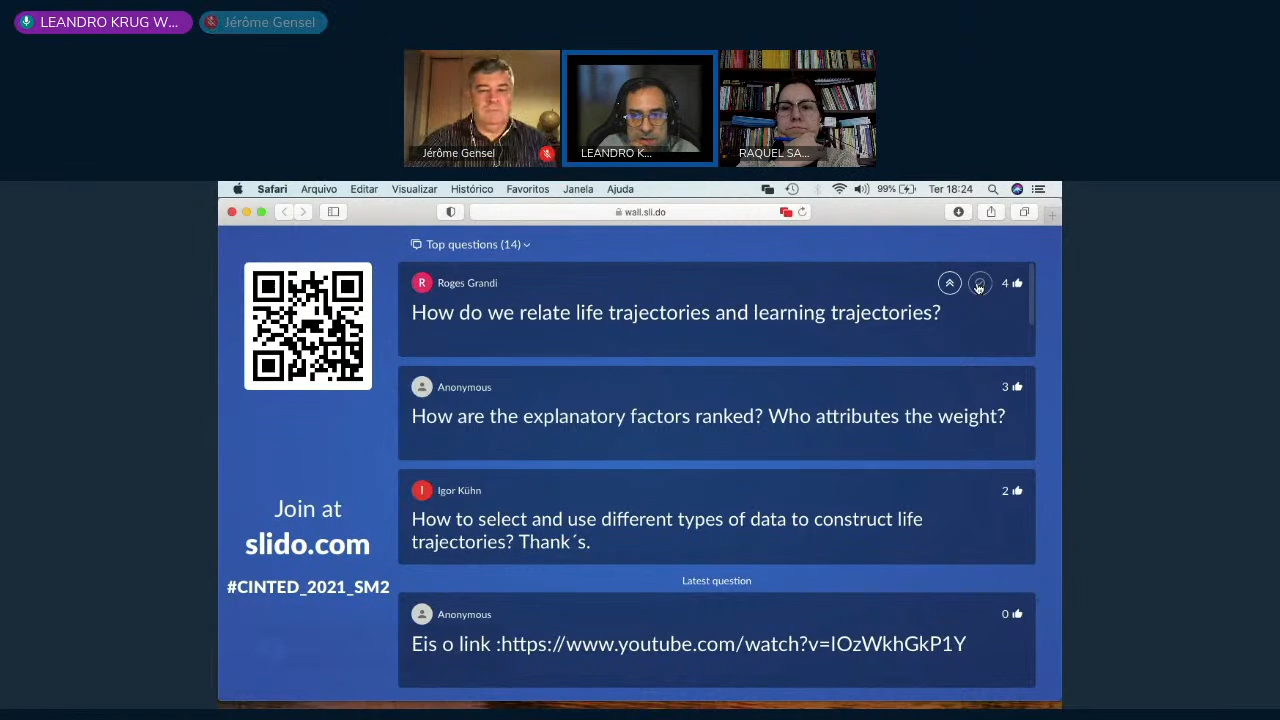 LEANDRO KRUG W...
Jérôme Gensel
Jérôme Gensel
LEANDRO K...
RAQUEL SA...
Safari Arquivo Editar Visualizar Histórico Favoritos Janela Ajuda 99% Ter 18:24
wall.sli.do
Top questions (14)
R Roges Grandi 4
How do we relate life trajectories and learning trajectories?
Anonymous 3
How are the explanatory factors ranked? Who attributes the weight?
I Igor Kühn 2
How to select and use different types of data to construct life
trajectories? Thank´s.
Join at
slido.com
#CINTED_2021_SM2
Latest question
Anonymous 0
Eis o link :https://www.youtube.com/watch?v=IOzWkhGkP1Y